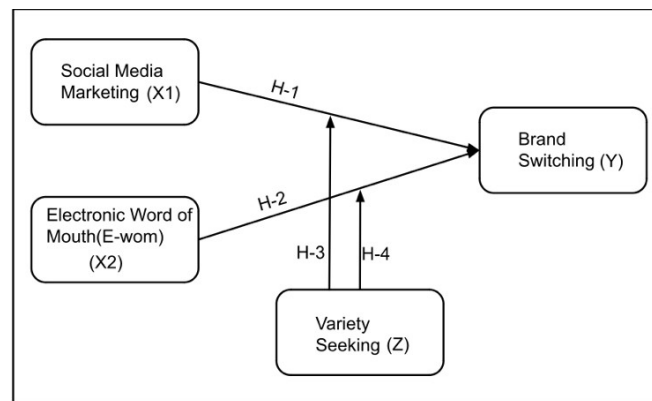 Social Media
Marketing (X1)
H-1
Brand
Switching (Y)
Electronic Word of
Mouth(E-wom)
(X2)
H-2
H-3
H-4
Variety
Seeking (Z)